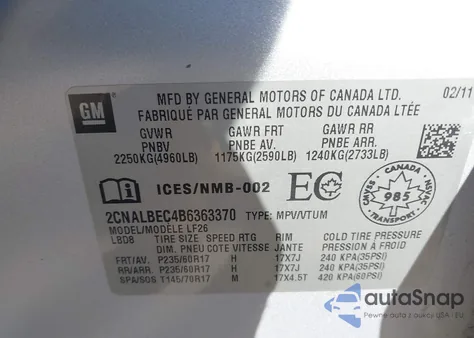 GM
MFD BY GENERAL MOTORS OF CANADA LTD. 02/11
FABRIQUÉ PAR GENERAL MOTORS DU CANADA LTÉE
GVWR GAWR FRT GAWR RR
PNBV PNBE AV. PNBE ARR.
2250KG(4960LB) 1175KG(2590LB) 1240KG(2733LB)
i ICES/NMB-002 EC CANADA 985
2CNALBEC4B6363370 TYPE: MPV/VTUM
MODEL/MODÈLE LF26
LBD8 TIRE SIZE SPEED RTG RIM COLD TIRE PRESSURE
DIM. PNEU COTE VITESSE JANTE PRESSION À FROID
FRT/AV. P235/60R17 H 17X7J 240 KPA(35PSI)
RR/ARR. P235/60R17 H 17X7J 240 KPA(35PSI)
SPA/SOS T145/70R17 M 17X4.5T 420 KPA(60PSI)
autoSnap